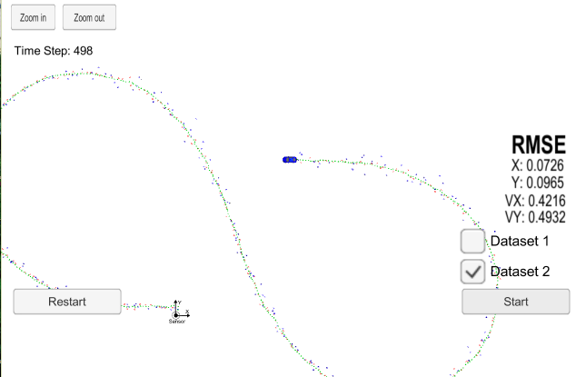 Zoom in
Zoom out
Time Step: 498
RMSE
X: 0.0726
Y: 0.0965
VX: 0.4216
VY: 0.4932
Dataset 1
Dataset 2
Restart
Start
Y
X
Sensor